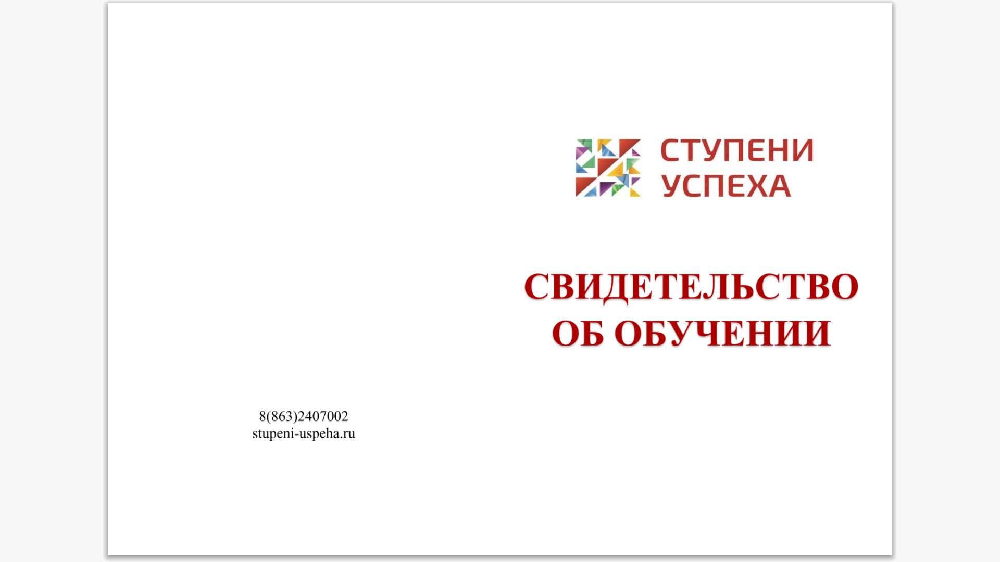 СТУПЕНИ
УСПЕХА
СВИДЕТЕЛЬСТВО
ОБ ОБУЧЕНИИ
8(863)2407002
stupeni-uspeha.ru